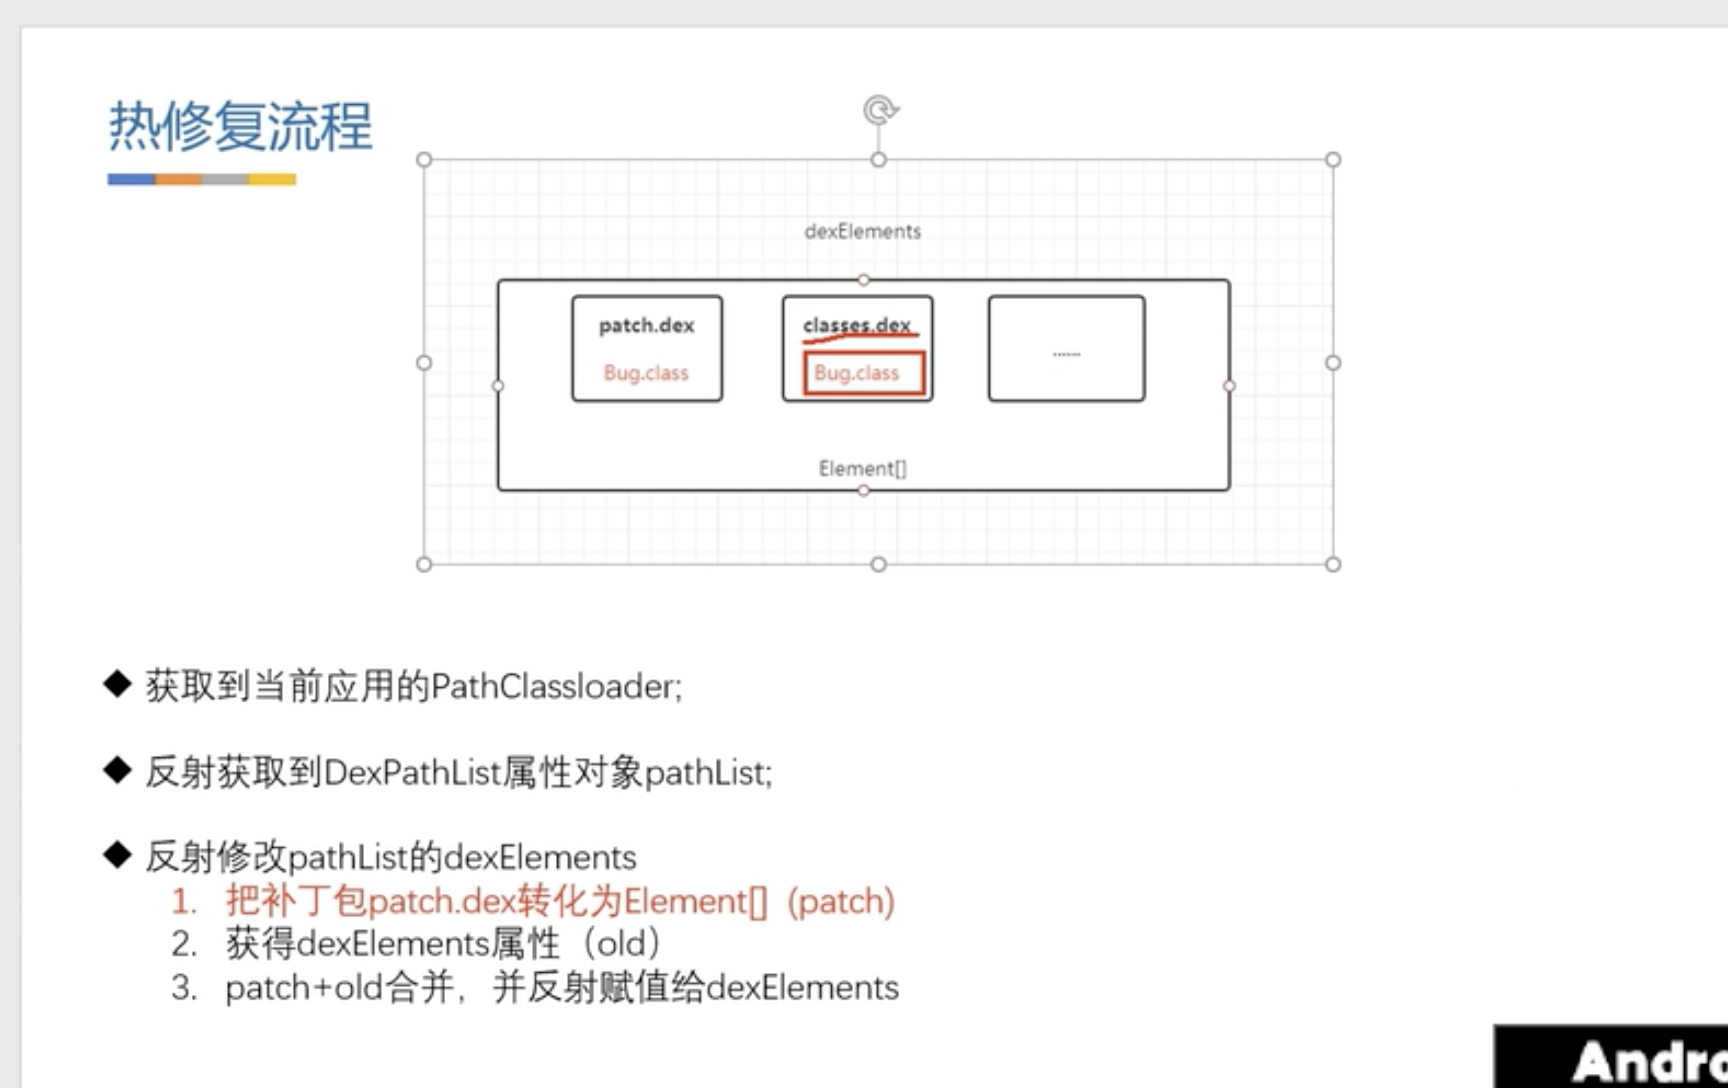 热修复流程
dexElements
patch.dex
Bug.class
classes.dex
Bug.class
......
Element[]
◆ 获取到当前应用的PathClassloader;
◆ 反射获取到DexPathList属性对象pathList;
◆ 反射修改pathList的dexElements
1. 把补丁包patch.dex转化为Element[] (patch)
2. 获得dexElements属性（old）
3. patch+old合并，并反射赋值给dexElements